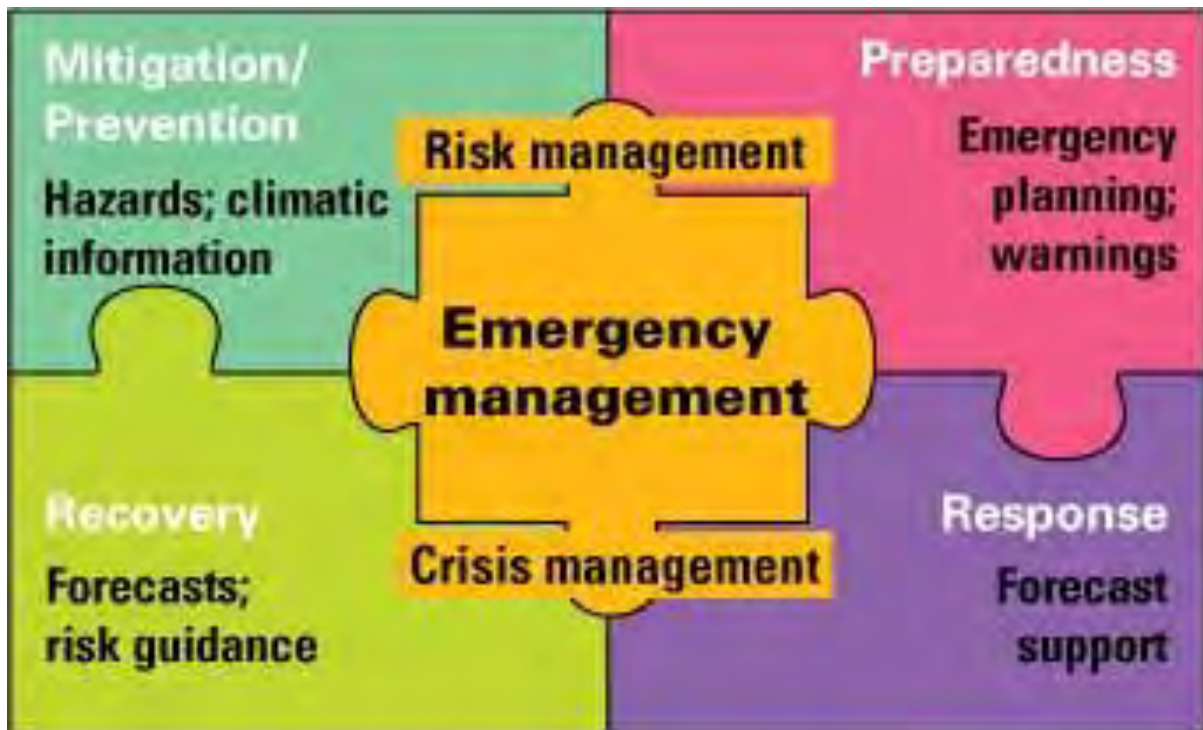 Mitigation/
Prevention
Hazards; climatic
information
Risk management
Preparedness
Emergency
planning;
warnings
Emergency
management
Recovery
Forecasts;
risk guidance
Crisis management
Response
Forecast
support